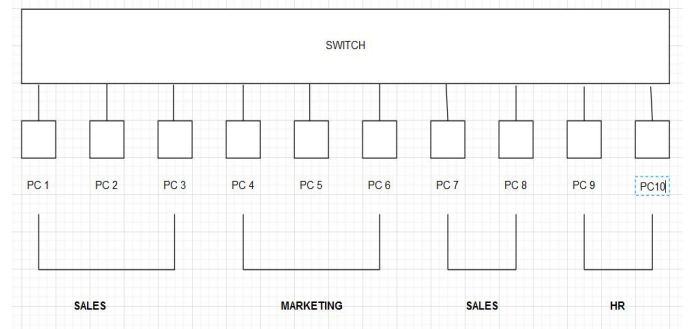 SWITCH
PC 1 PC 2 PC 3 PC 4 PC 5 PC 6 PC 7 PC 8 PC 9 PC10
SALES MARKETING SALES HR